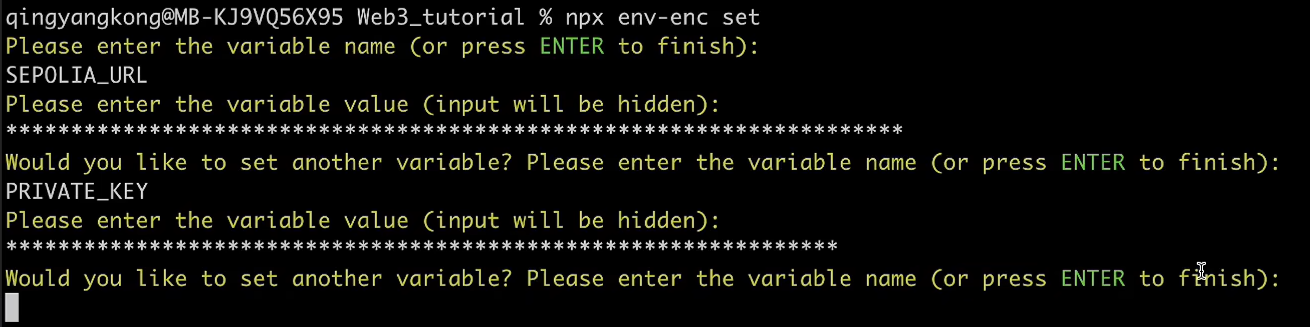 qingyangkong@MB-KJ9VQ56X95 Web3_tutorial % npx env-enc set
Please enter the variable name (or press ENTER to finish):
SEPOLIA_URL
Please enter the variable value (input will be hidden):
**********************************************************************
Would you like to set another variable? Please enter the variable name (or press ENTER to finish):
PRIVATE_KEY
Please enter the variable value (input will be hidden):
*****************************************************************
Would you like to set another variable? Please enter the variable name (or press ENTER to finish):